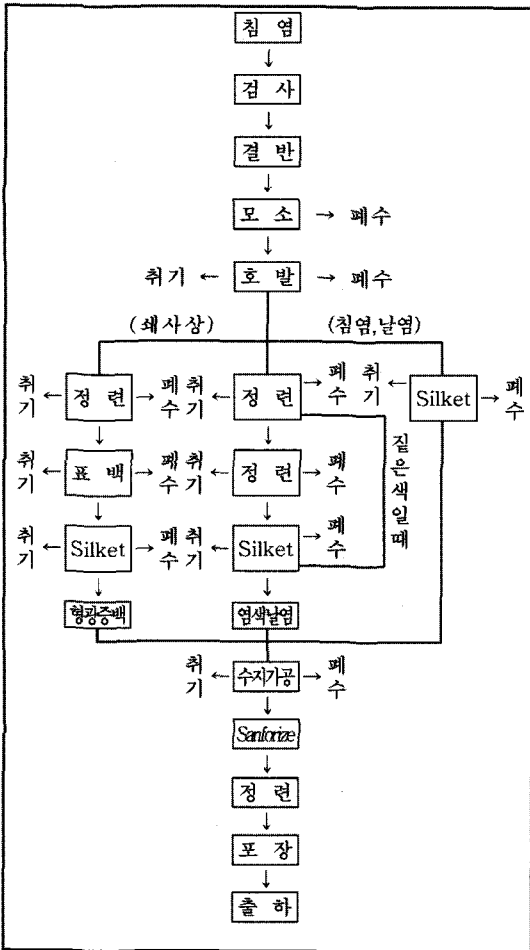 침 염
↓
검 사
↓
결 반
↓
모 소 → 폐수
↓
취기 ← 호 발 → 폐수
(쇄사상) (침염,날염)
취기 ← 정 련 → 폐수 취기 ← 정 련 → 폐수 취기 ← Silket → 폐수
↓ ↓
취기 ← 표 백 → 폐수 취기 ← 정 련 → 폐수
짙은색일때
↓ ↓
취기 ← Silket → 폐수 취기 ← Silket → 폐수
↓ ↓
형광증백 염색날염
취기 ← 수지가공 → 폐수
↓
Sanforize
↓
정 련
↓
포 장
↓
출 하